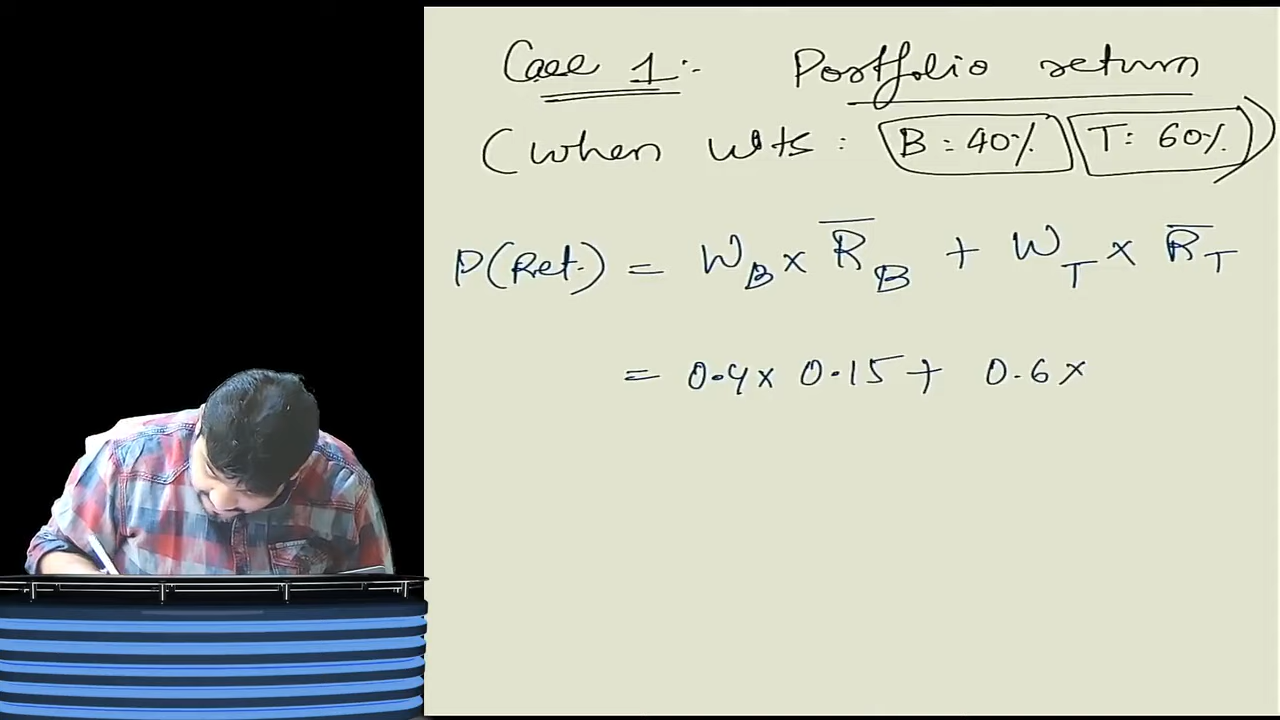 Case 1:- Portfolio return
(When Wts: B = 40% T: 60%)
P(Ret.) = W_B × R̅_B + W_T × R̅_T
= 0.4 × 0.15 + 0.6 ×